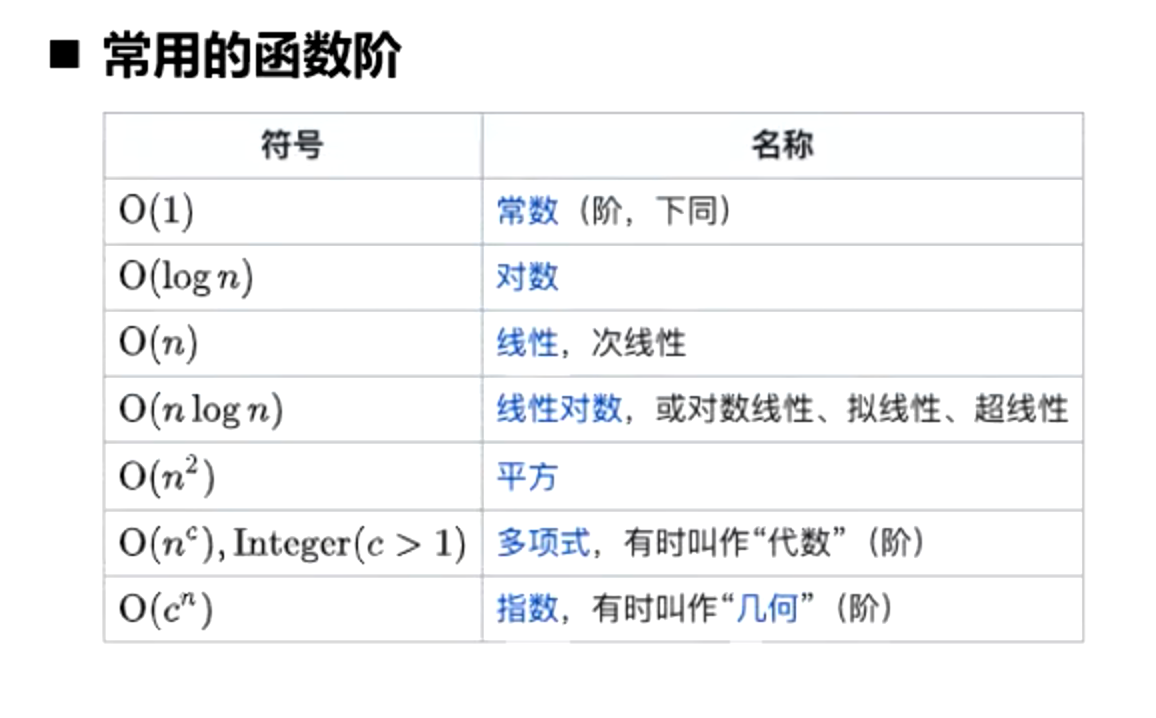 ■ 常用的函数阶
符号 名称
O(1) 常数（阶，下同）
O(log n) 对数
O(n) 线性，次线性
O(n log n) 线性对数，或对数线性、拟线性、超线性
O(n²) 平方
O(nᶜ), Integer(c > 1) 多项式，有时叫作“代数”（阶）
O(cⁿ) 指数，有时叫作“几何”（阶）